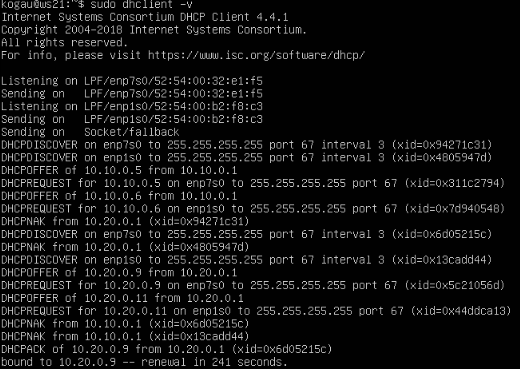 kogau@ws21:~$ sudo dhclient -v
Internet Systems Consortium DHCP Client 4.4.1
Copyright 2004-2018 Internet Systems Consortium.
All rights reserved.
For info, please visit https://www.isc.org/software/dhcp/

Listening on LPF/enp7s0/52:54:00:32:e1:f5
Sending on   LPF/enp7s0/52:54:00:32:e1:f5
Listening on LPF/enp1s0/52:54:00:b2:f8:c3
Sending on   LPF/enp1s0/52:54:00:b2:f8:c3
Sending on   Socket/fallback
DHCPDISCOVER on enp7s0 to 255.255.255.255 port 67 interval 3 (xid=0x94271c31)
DHCPDISCOVER on enp1s0 to 255.255.255.255 port 67 interval 3 (xid=0x4805947d)
DHCPOFFER of 10.10.0.5 from 10.10.0.1
DHCPREQUEST for 10.10.0.5 on enp7s0 to 255.255.255.255 port 67 (xid=0x311c2794)
DHCPOFFER of 10.10.0.6 from 10.10.0.1
DHCPREQUEST for 10.10.0.6 on enp1s0 to 255.255.255.255 port 67 (xid=0x7d940548)
DHCPNAK from 10.20.0.1 (xid=0x94271c31)
DHCPDISCOVER on enp7s0 to 255.255.255.255 port 67 interval 3 (xid=0x6d05215c)
DHCPNAK from 10.20.0.1 (xid=0x4805947d)
DHCPDISCOVER on enp1s0 to 255.255.255.255 port 67 interval 3 (xid=0x13cadd44)
DHCPOFFER of 10.20.0.9 from 10.20.0.1
DHCPREQUEST for 10.20.0.9 on enp7s0 to 255.255.255.255 port 67 (xid=0x5c21056d)
DHCPOFFER of 10.20.0.11 from 10.20.0.1
DHCPREQUEST for 10.20.0.11 on enp1s0 to 255.255.255.255 port 67 (xid=0x44ddca13)
DHCPNAK from 10.10.0.1 (xid=0x6d05215c)
DHCPNAK from 10.10.0.1 (xid=0x13cadd44)
DHCPACK of 10.20.0.9 from 10.20.0.1 (xid=0x6d05215c)
bound to 10.20.0.9 -- renewal in 241 seconds.